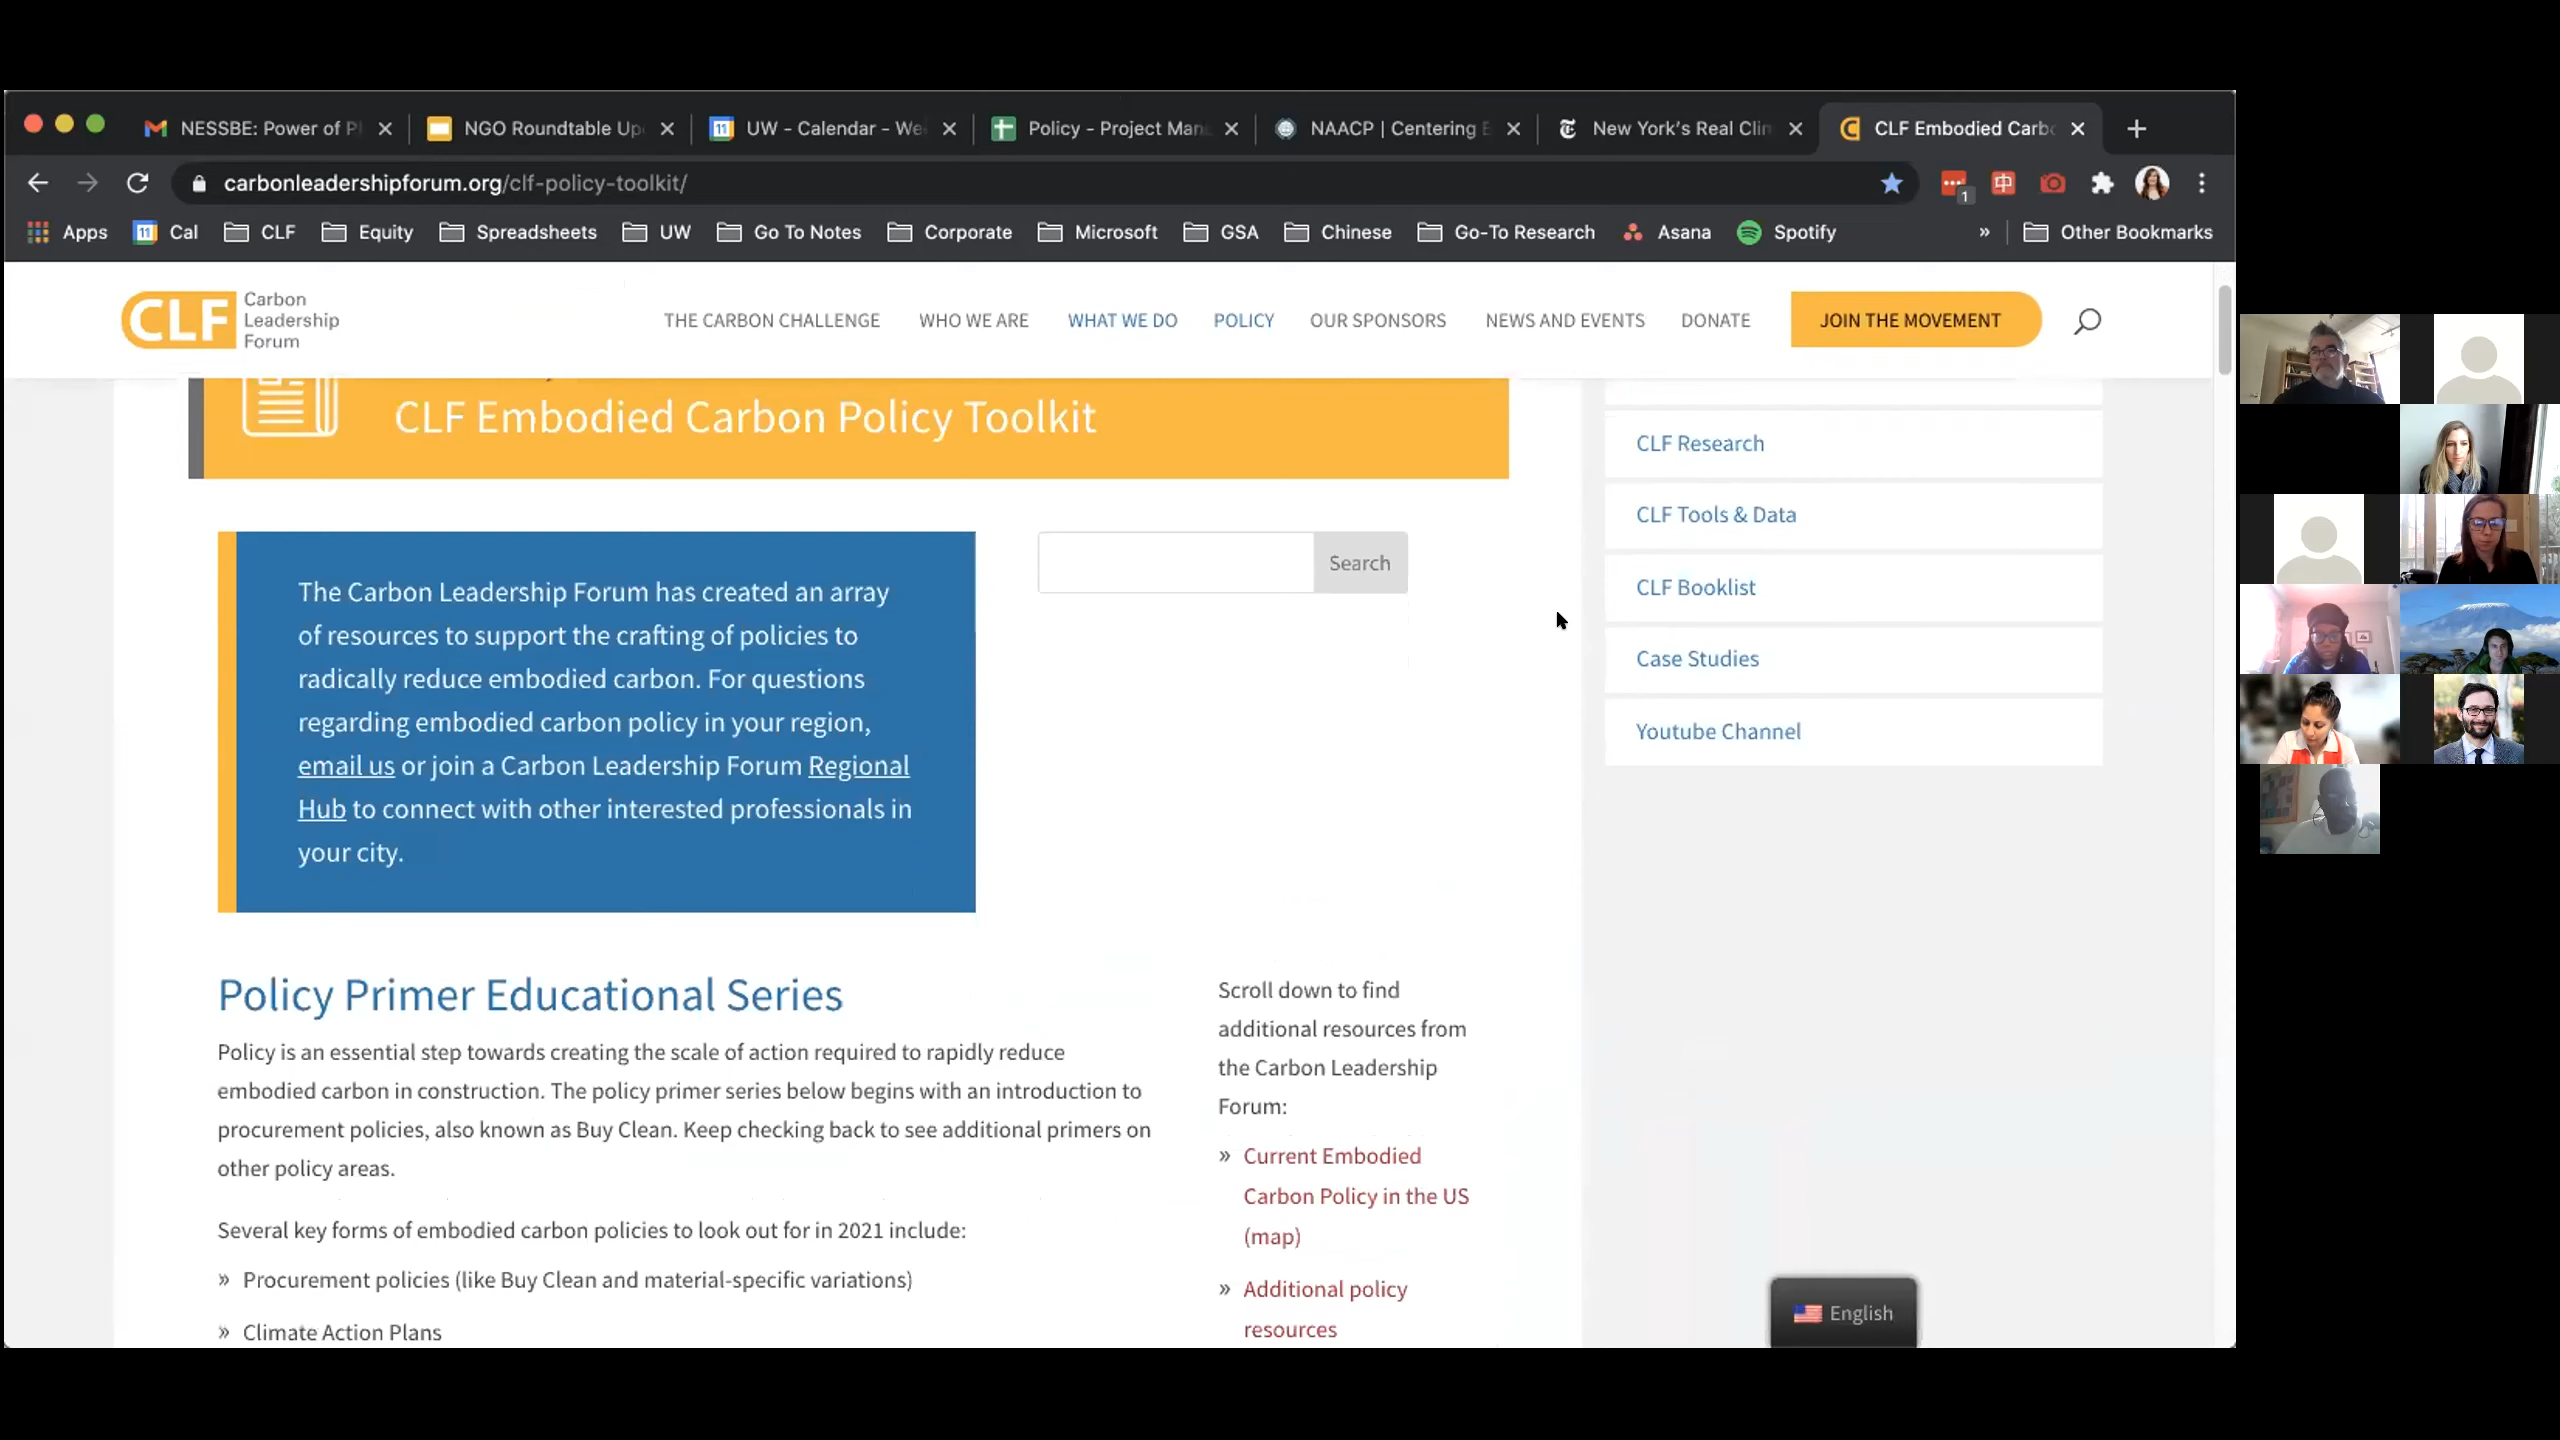 NESSBE: Power of Pl
NGO Roundtable Up
UW - Calendar - We
Policy - Project Man
NAACP | Centering E
New York's Real Clim
CLF Embodied Carb
carbonleadershipforum.org/clf-policy-toolkit/
1
Apps
11 Cal
CLF
Equity
Spreadsheets
UW
Go To Notes
Corporate
Microsoft
GSA
Chinese
Go-To Research
Asana
Spotify
»
Other Bookmarks
CLF Carbon
Leadership
Forum
THE CARBON CHALLENGE
WHO WE ARE
WHAT WE DO
POLICY
OUR SPONSORS
NEWS AND EVENTS
DONATE
JOIN THE MOVEMENT
CLF Embodied Carbon Policy Toolkit
The Carbon Leadership Forum has created an array
of resources to support the crafting of policies to
radically reduce embodied carbon. For questions
regarding embodied carbon policy in your region,
email us or join a Carbon Leadership Forum Regional
Hub to connect with other interested professionals in
your city.
Search
CLF Research
CLF Tools & Data
CLF Booklist
Case Studies
Youtube Channel
Policy Primer Educational Series
Policy is an essential step towards creating the scale of action required to rapidly reduce
embodied carbon in construction. The policy primer series below begins with an introduction to
procurement policies, also known as Buy Clean. Keep checking back to see additional primers on
other policy areas.
Several key forms of embodied carbon policies to look out for in 2021 include:
» Procurement policies (like Buy Clean and material-specific variations)
» Climate Action Plans
Scroll down to find
additional resources from
the Carbon Leadership
Forum:
» Current Embodied
Carbon Policy in the US
(map)
» Additional policy
resources
English